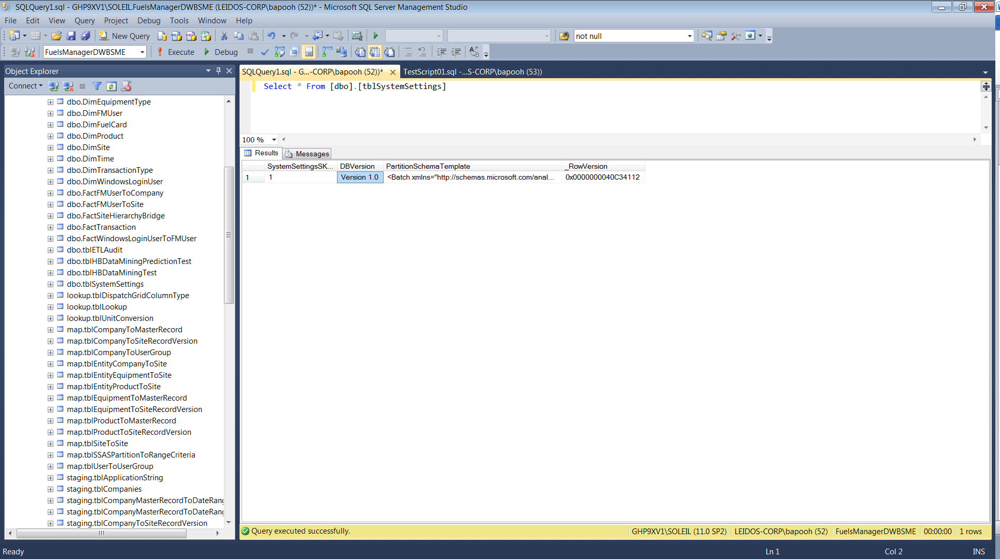 SQLQuery1.sql - GHP9XV1\SOLEIL.FuelsManagerDWBSME (LEIDOS-CORP\bapooh (52))* - Microsoft SQL Server Management Studio
File Edit View Query Project Debug Tools Window Help
New Query not null
FuelsManagerDWBSME Execute Debug
Object Explorer
Connect
dbo.DimEquipmentType
dbo.DimFMUser
dbo.DimFuelCard
dbo.DimProduct
dbo.DimSite
dbo.DimTime
dbo.DimTransactionType
dbo.DimWindowsLoginUser
dbo.FactFMUserToCompany
dbo.FactFMUserToSite
dbo.FactSiteHierarchyBridge
dbo.FactTransaction
dbo.FactWindowsLoginUserToFMUser
dbo.tblETLAudit
dbo.tblHBDataMiningPredictionTest
dbo.tblHBDataMiningTest
dbo.tblSystemSettings
lookup.tblDispatchGridColumnType
lookup.tblLookup
lookup.tblUnitConversion
map.tblCompanyToMasterRecord
map.tblCompanyToSiteRecordVersion
map.tblCompanyToUserGroup
map.tblEntityCompanyToSite
map.tblEntityEquipmentToSite
map.tblEntityProductToSite
map.tblEquipmentToMasterRecord
map.tblEquipmentToSiteRecordVersion
map.tblProductToMasterRecord
map.tblProductToSiteRecordVersion
map.tblSiteToSite
map.tblSSASPartitionToRangeCriteria
map.tblUserToUserGroup
staging.tblApplicationString
staging.tblCompanies
staging.tblCompanyMasterRecordToDateRang
staging.tblCompanyMasterRecordToDateRang
staging.tblCompanyToSiteRecordVersion
SQLQuery1.sql - G...-CORP\bapooh (52))* TestScript01.sql -...S-CORP\bapooh (53))
Select * From [dbo].[tblSystemSettings]
100 %
Results Messages
SystemSettingsSK... DBVersion PartitionSchemaTemplate _RowVersion
1 1 Version 1.0 <Batch xmlns="http://schemas.microsoft.com/anal... 0x0000000040C34112
Query executed successfully. GHP9XV1\SOLEIL (11.0 SP2) LEIDOS-CORP\bapooh (52) FuelsManagerDWBSME 00:00:00 1 rows
Ready Ln 1 Col 2 INS